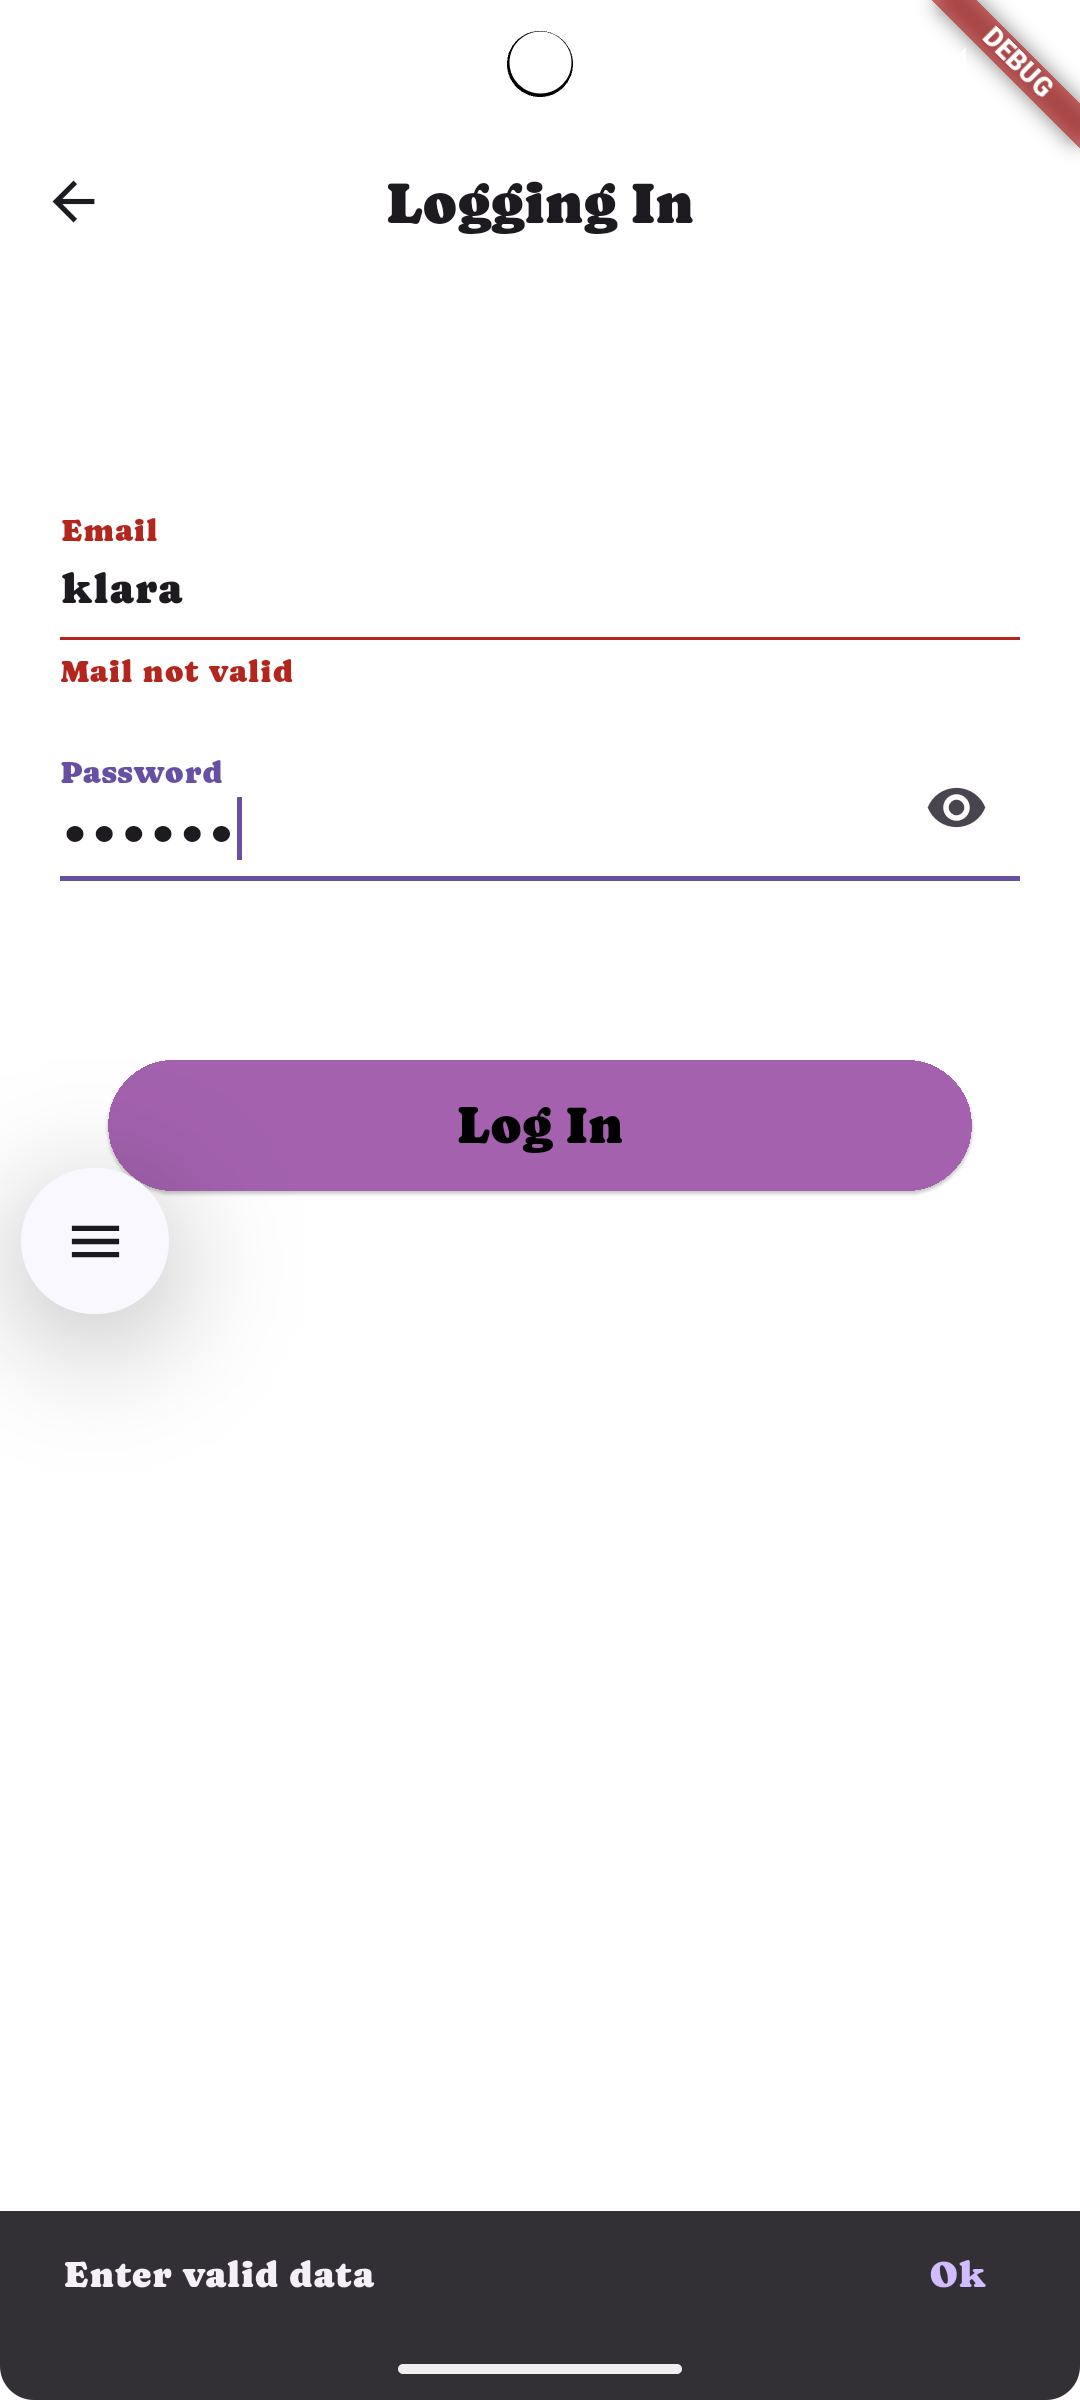 DEBUG
Logging In
Email
klara
Mail not valid
Password
••••••
Log In
Enter valid data
Ok